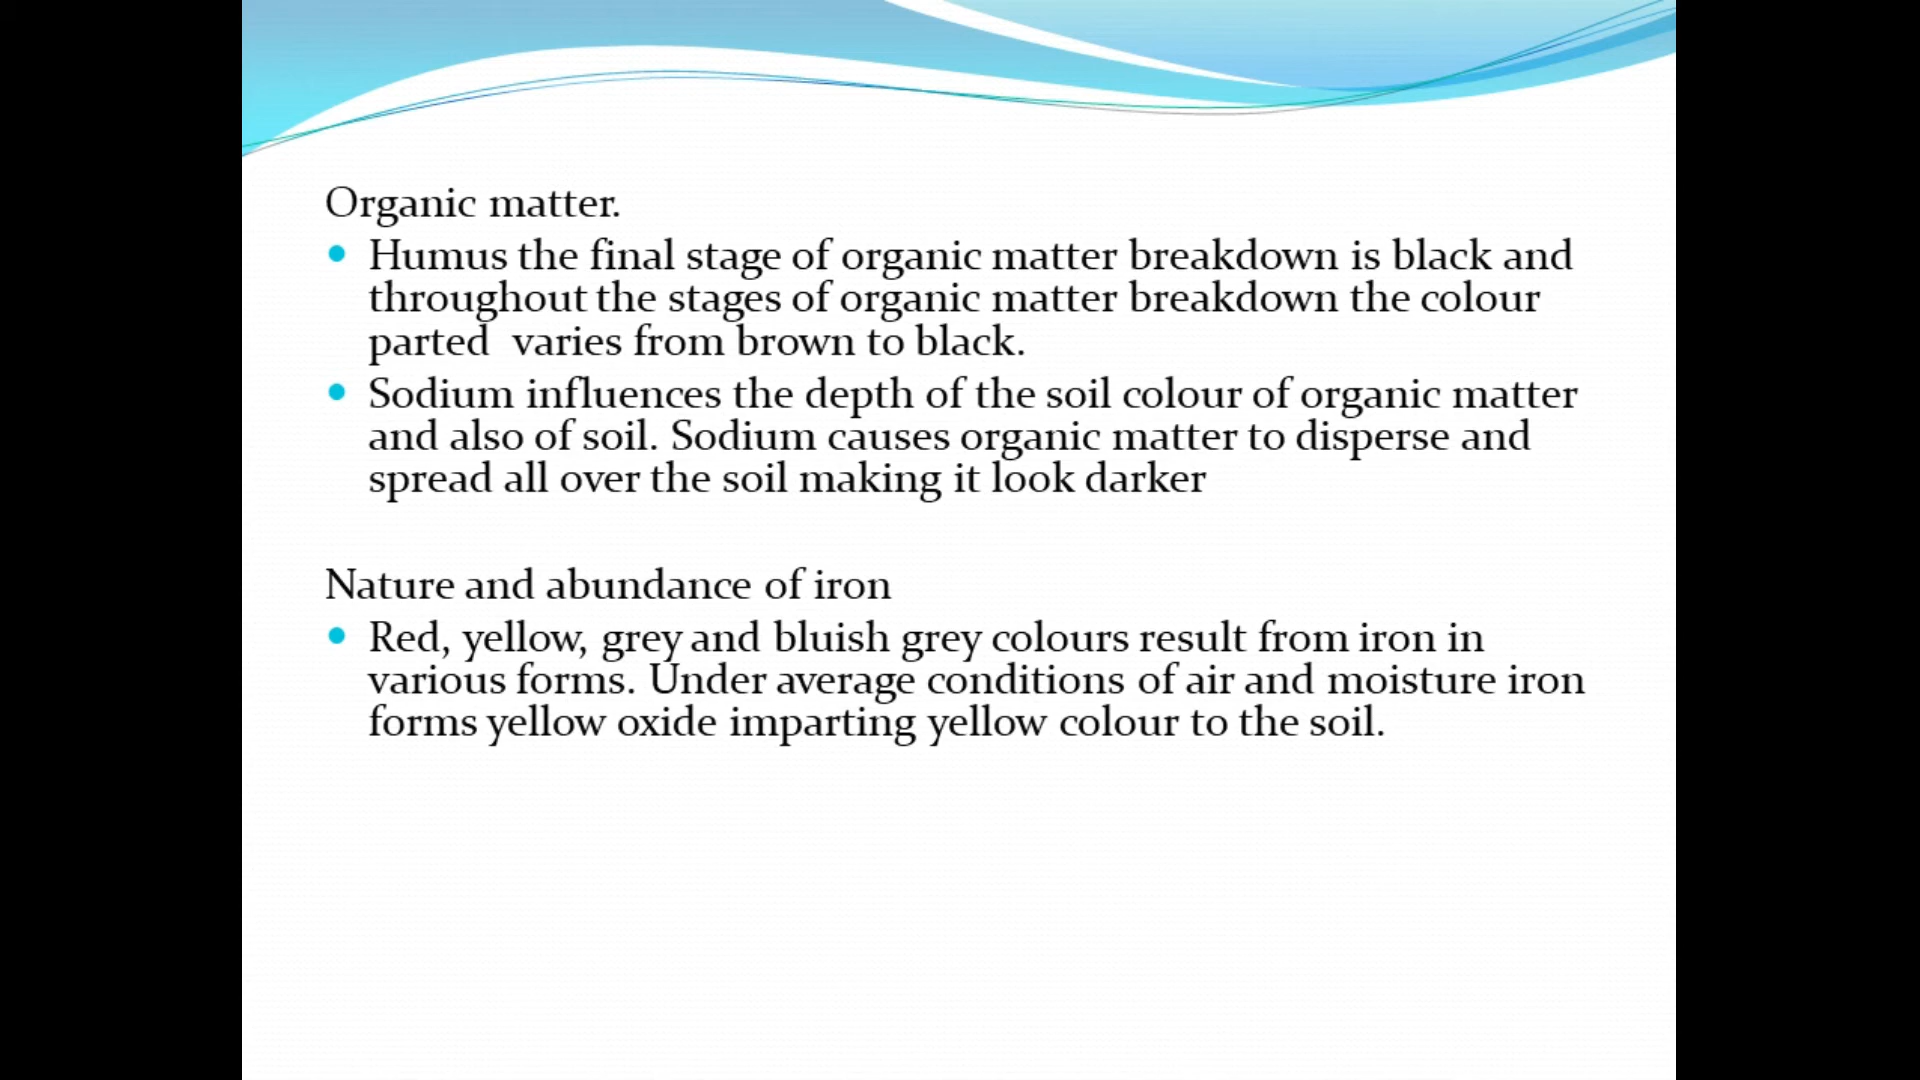 Organic matter.
Humus the final stage of organic matter breakdown is black and
throughout the stages of organic matter breakdown the colour
parted  varies from brown to black.
Sodium influences the depth of the soil colour of organic matter
and also of soil. Sodium causes organic matter to disperse and
spread all over the soil making it look darker
Nature and abundance of iron
Red, yellow, grey and bluish grey colours result from iron in
various forms. Under average conditions of air and moisture iron
forms yellow oxide imparting yellow colour to the soil.